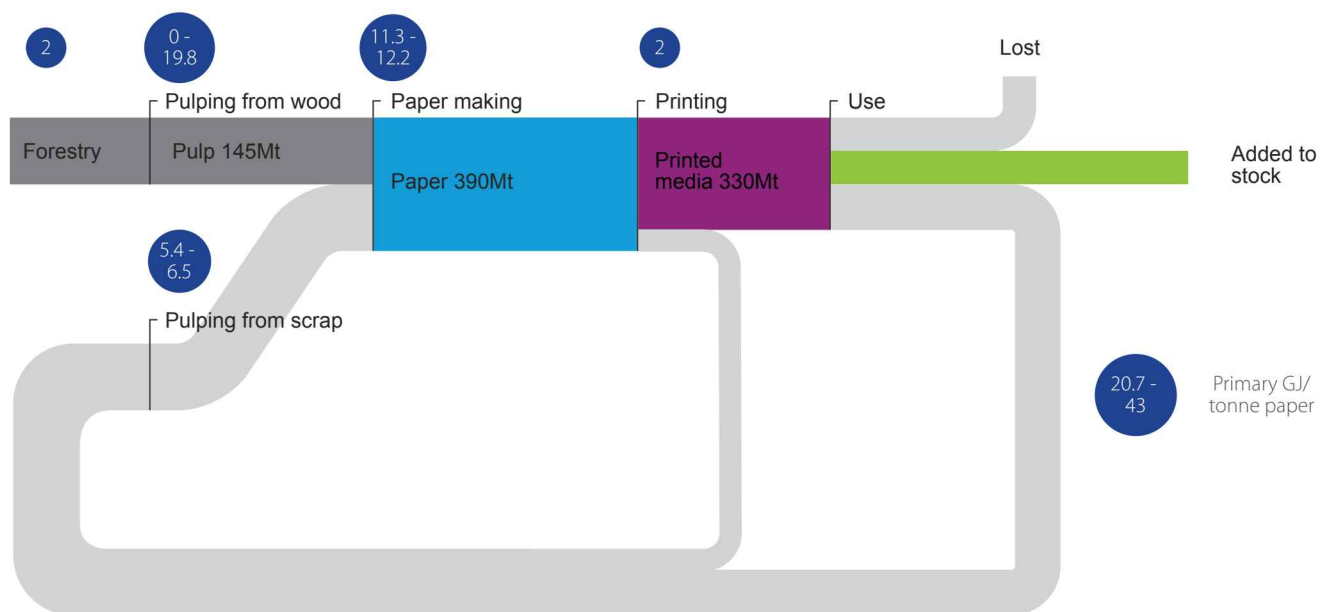 2
0 -
19.8
11.3 -
12.2
2
Lost
Pulping from wood
Paper making
Printing
Use
Forestry
Pulp 145Mt
Paper 390Mt
Printed
media 330Mt
Added to
stock
5.4 -
6.5
Pulping from scrap
20.7 -
43
Primary GJ/
tonne paper